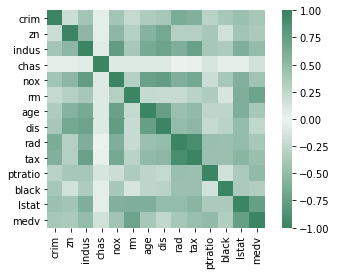 crim
zn
indus
chas
nox
rm
age
dis
rad
tax
ptratio
black
lstat
medv
crim
zn
indus
chas
nox
rm
age
dis
rad
tax
ptratio
black
lstat
medv
1.00
0.75
0.50
0.25
0.00
−0.25
−0.50
−0.75
−1.00